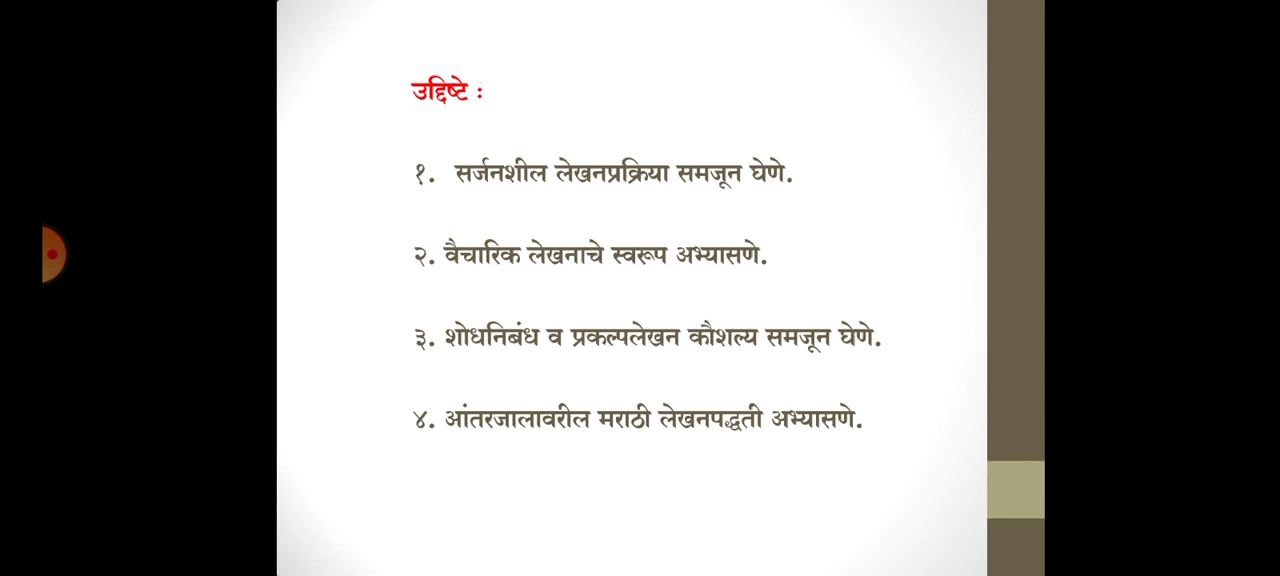 उद्दिष्टे :
१. सर्जनशील लेखनप्रक्रिया समजून घेणे.
२. वैचारिक लेखनाचे स्वरूप अभ्यासणे.
३. शोधनिबंध व प्रकल्पलेखन कौशल्य समजून घेणे.
४. आंतरजालावरील मराठी लेखनपद्धती अभ्यासणे.